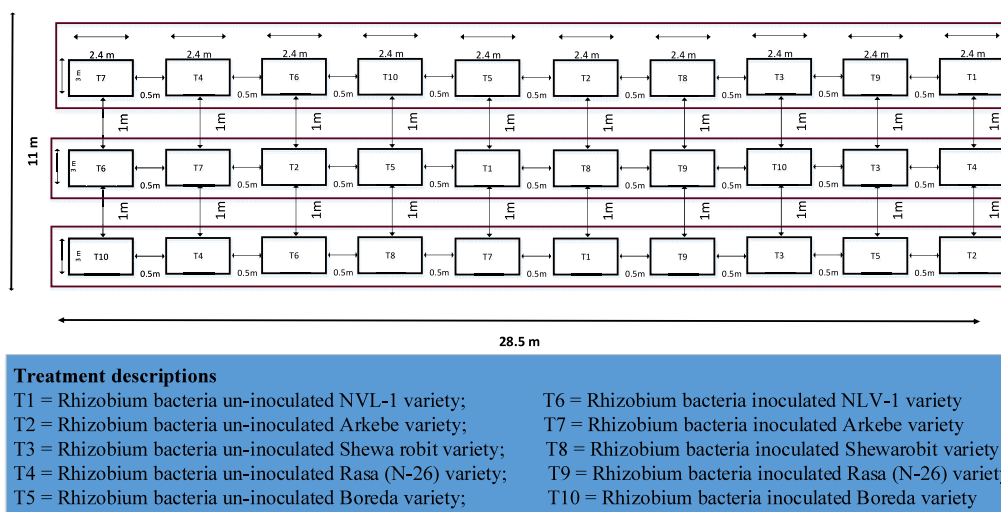 2.4 m 2.4 m 2.4 m 2.4 m 2.4 m 2.4 m 2.4 m 2.4 m 2.4 m 2.4 m
3 m T7 T4 T6 T10 T5 T2 T8 T3 T9 T1
0.5m 0.5m 0.5m 0.5m 0.5m 0.5m 0.5m 0.5m 0.5m
1m 1m 1m 1m 1m 1m 1m 1m 1m 1m
11 m
3 m T6 T7 T2 T5 T1 T8 T9 T10 T3 T4
0.5m 0.5m 0.5m 0.5m 0.5m 0.5m 0.5m 0.5m 0.5m
1m 1m 1m 1m 1m 1m 1m 1m 1m 1m
3 m T10 T4 T6 T8 T7 T1 T9 T3 T5 T2
0.5m 0.5m 0.5m 0.5m 0.5m 0.5m 0.5m 0.5m 0.5m
28.5 m
Treatment descriptions
T1 = Rhizobium bacteria un-inoculated NVL-1 variety; T6 = Rhizobium bacteria inoculated NLV-1 variety
T2 = Rhizobium bacteria un-inoculated Arkebe variety; T7 = Rhizobium bacteria inoculated Arkebe variety
T3 = Rhizobium bacteria un-inoculated Shewa robit variety; T8 = Rhizobium bacteria inoculated Shewarobit variety
T4 = Rhizobium bacteria un-inoculated Rasa (N-26) variety; T9 = Rhizobium bacteria inoculated Rasa (N-26) variety
T5 = Rhizobium bacteria un-inoculated Boreda variety; T10 = Rhizobium bacteria inoculated Boreda variety